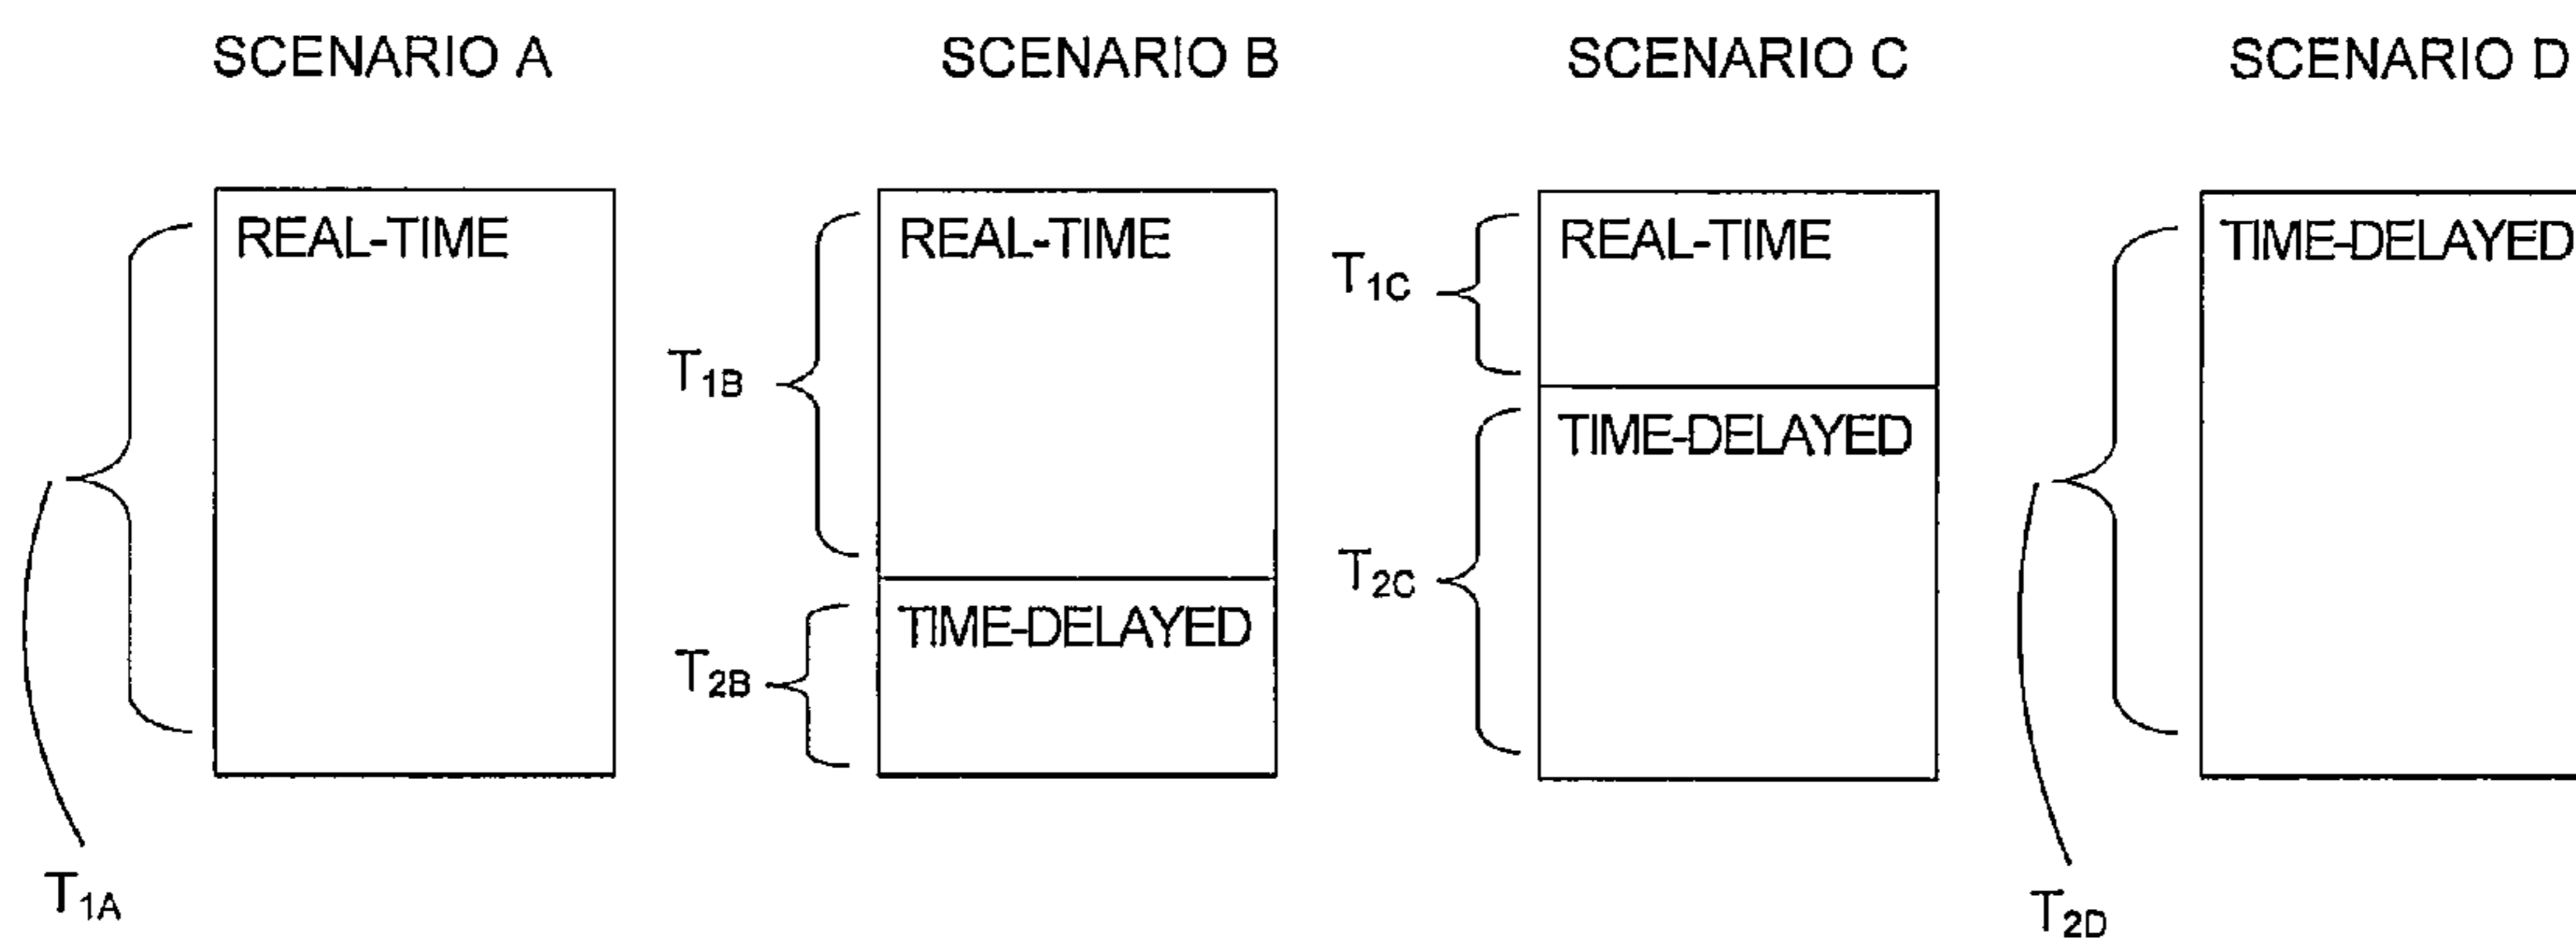 SCENARIO A
SCENARIO B
SCENARIO C
SCENARIO D
REAL-TIME
REAL-TIME
REAL-TIME
TIME-DELAYED
T1C
T1B
TIME-DELAYED
T2C
TIME-DELAYED
T2B
T1A
T2D